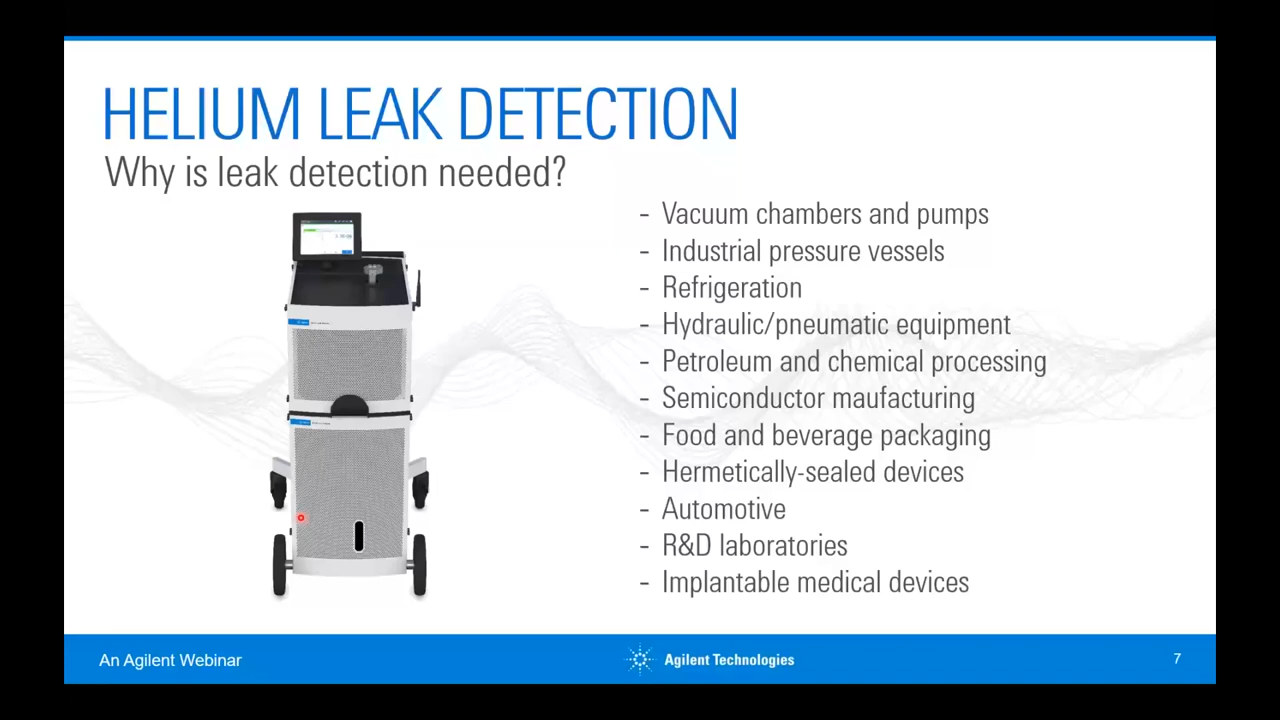 HELIUM LEAK DETECTION
Why is leak detection needed?
- Vacuum chambers and pumps
- Industrial pressure vessels
- Refrigeration
- Hydraulic/pneumatic equipment
- Petroleum and chemical processing
- Semiconductor maufacturing
- Food and beverage packaging
- Hermetically-sealed devices
- Automotive
- R&D laboratories
- Implantable medical devices
An Agilent Webinar
Agilent Technologies
7